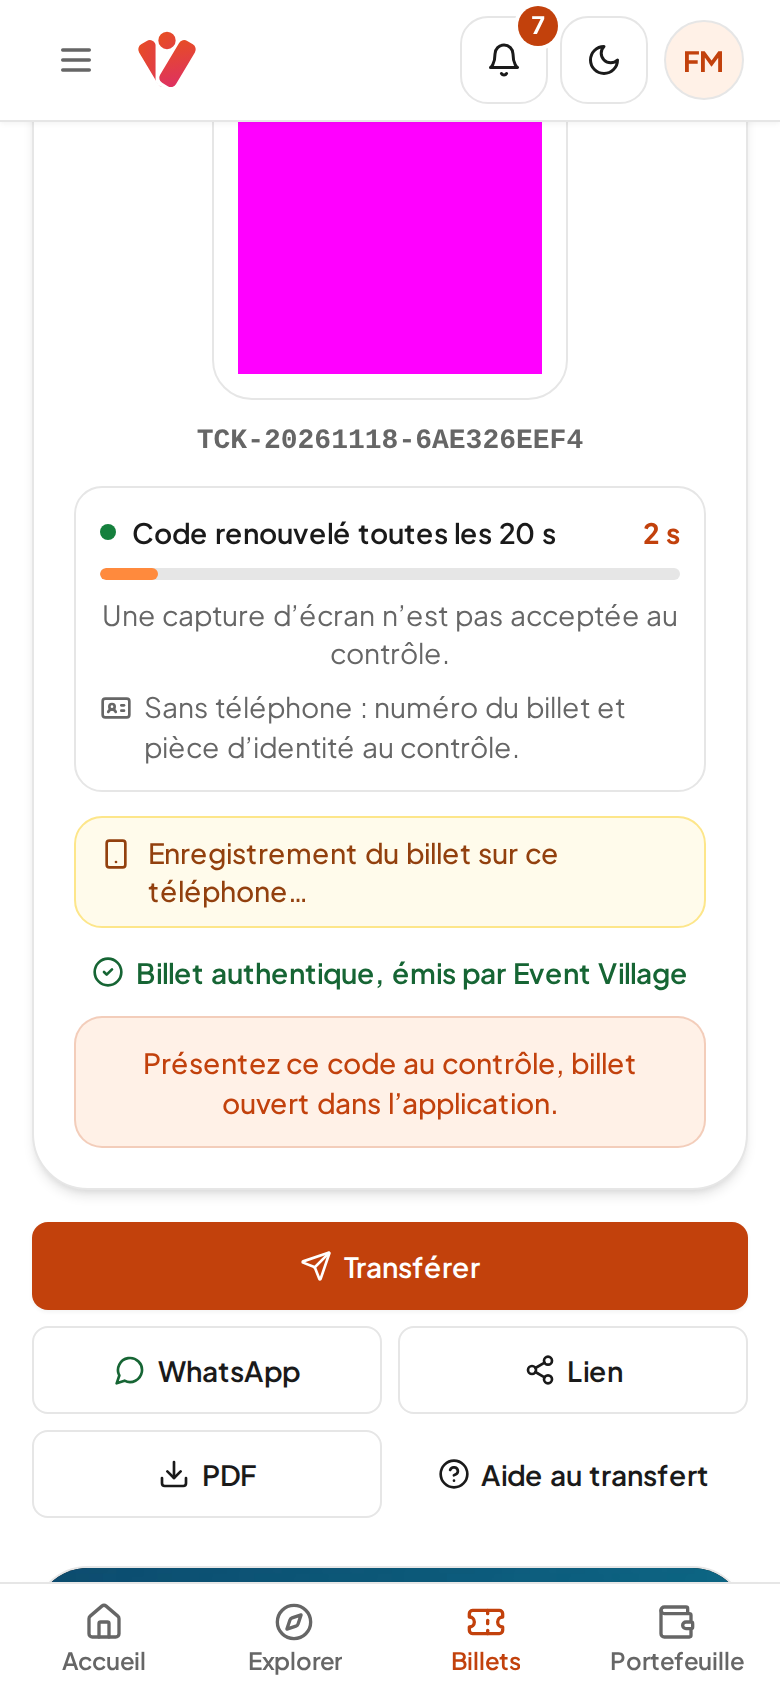 7
FM
TCK-20261118-6AE326EEF4
Code renouvelé toutes les 20 s
2 s
Une capture d’écran n’est pas acceptée au
contrôle.
Sans téléphone : numéro du billet et
pièce d’identité au contrôle.
Enregistrement du billet sur ce
téléphone…
Billet authentique, émis par Event Village
Présentez ce code au contrôle, billet
ouvert dans l’application.
Transférer
WhatsApp
Lien
PDF
Aide au transfert
Accueil
Explorer
Billets
Portefeuille